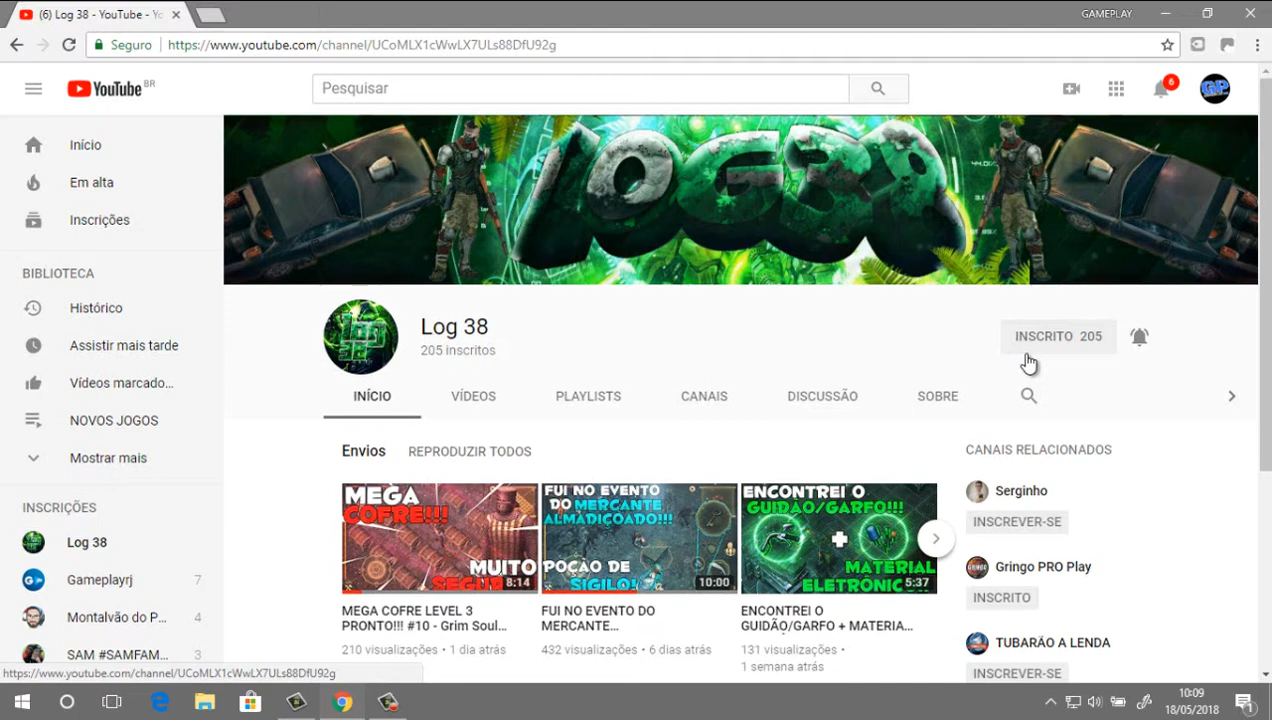 (6) Log 38 - YouTube - Yo
GAMEPLAY
Seguro
https://www.youtube.com/channel/UCoMLX1cWwLX7ULs88DfU92g
YouTube BR
Pesquisar
6
GP
LOG38
Início
Em alta
Inscrições
BIBLIOTECA
Histórico
Assistir mais tarde
Vídeos marcado...
NOVOS JOGOS
Mostrar mais
INSCRIÇÕES
Log 38
Gameplayrj 7
Montalvão do P... 4
SAM #SAMFAM... 3
log 38
Log 38
205 inscritos
INSCRITO 205
INÍCIO
VÍDEOS
PLAYLISTS
CANAIS
DISCUSSÃO
SOBRE
Envios
REPRODUZIR TODOS
MEGA
COFRE!!!
MUITO
SEGUR
8:14
MEGA COFRE LEVEL 3
PRONTO!!! #10 - Grim Soul...
210 visualizações • 1 dia atrás
FUI NO EVENTO
DO MERCANTE
ALMADIÇOADO!!!
POÇÃO DE
SIGILO!
10:00
FUI NO EVENTO DO
MERCANTE...
432 visualizações • 6 dias atrás
ENCONTREI O
GUIDÃO/GARFO!!!
+
MATERIAL
ELETRÔNIC
5:37
ENCONTREI O
GUIDÃO/GARFO + MATERIA...
131 visualizações •
1 semana atrás
CANAIS RELACIONADOS
Serginho
INSCREVER-SE
Gringo PRO Play
INSCRITO
TUBARÃO A LENDA
INSCREVER-SE
https://www.youtube.com/channel/UCoMLX1cWwLX7ULs88DfU92g
10:09
18/05/2018
1